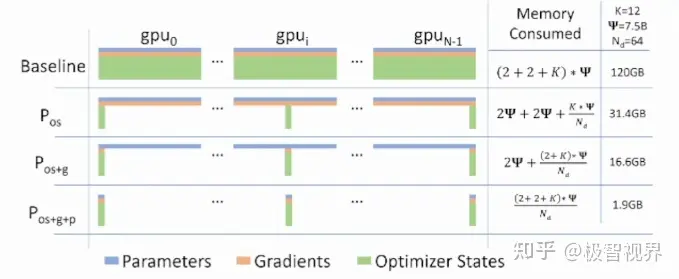 gpu0 gpui gpuN-1 Memory Consumed K=12 Ψ=7.5B Nd=64
... ...
Baseline (2 + 2 + K) * Ψ 120GB
... ...
Pos 2Ψ + 2Ψ + K * Ψ / Nd 31.4GB
... ...
Pos+g 2Ψ + (2+K) * Ψ / Nd 16.6GB
... ...
Pos+g+p (2+2+K) * Ψ / Nd 1.9GB
Parameters Gradients Optimizer States
知乎 @极智视界